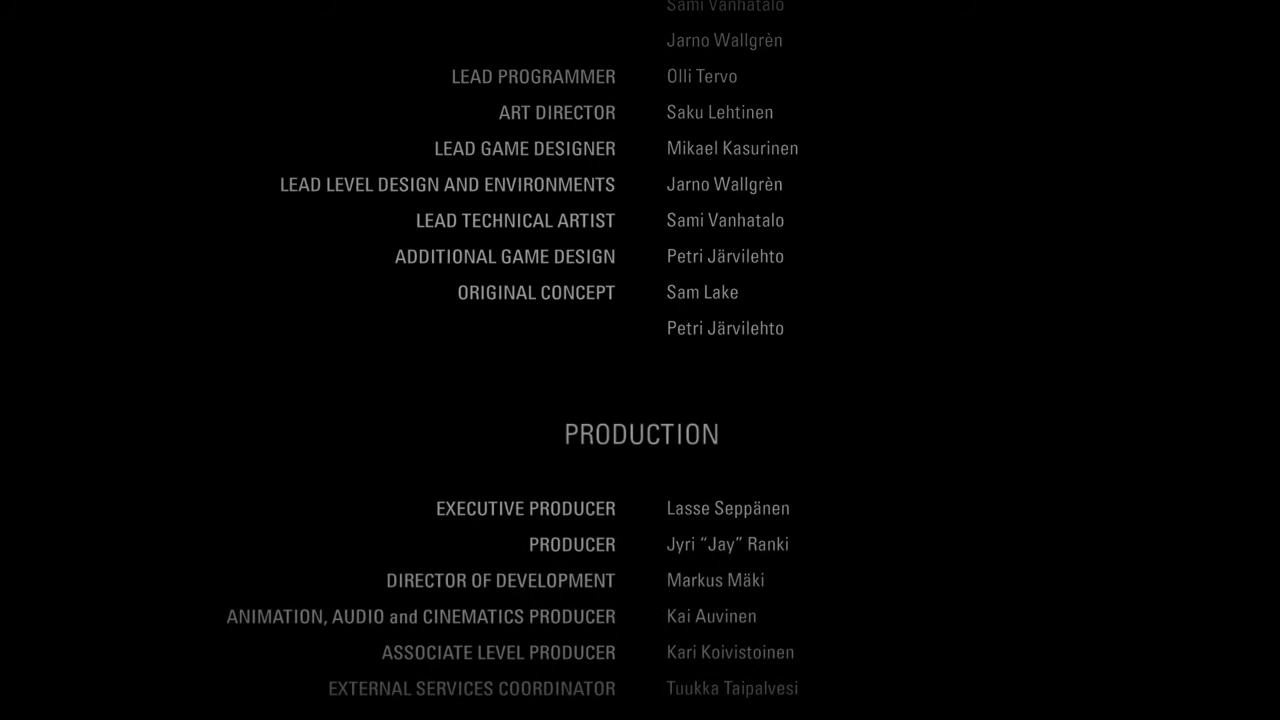 Sami Vanhatalo
Jarno Wallgrèn
LEAD PROGRAMMER Olli Tervo
ART DIRECTOR Saku Lehtinen
LEAD GAME DESIGNER Mikael Kasurinen
LEAD LEVEL DESIGN AND ENVIRONMENTS Jarno Wallgrèn
LEAD TECHNICAL ARTIST Sami Vanhatalo
ADDITIONAL GAME DESIGN Petri Järvilehto
ORIGINAL CONCEPT Sam Lake
Petri Järvilehto
PRODUCTION
EXECUTIVE PRODUCER Lasse Seppänen
PRODUCER Jyri “Jay” Ranki
DIRECTOR OF DEVELOPMENT Markus Mäki
ANIMATION, AUDIO and CINEMATICS PRODUCER Kai Auvinen
ASSOCIATE LEVEL PRODUCER Kari Koivistoinen
EXTERNAL SERVICES COORDINATOR Tuukka Taipalvesi